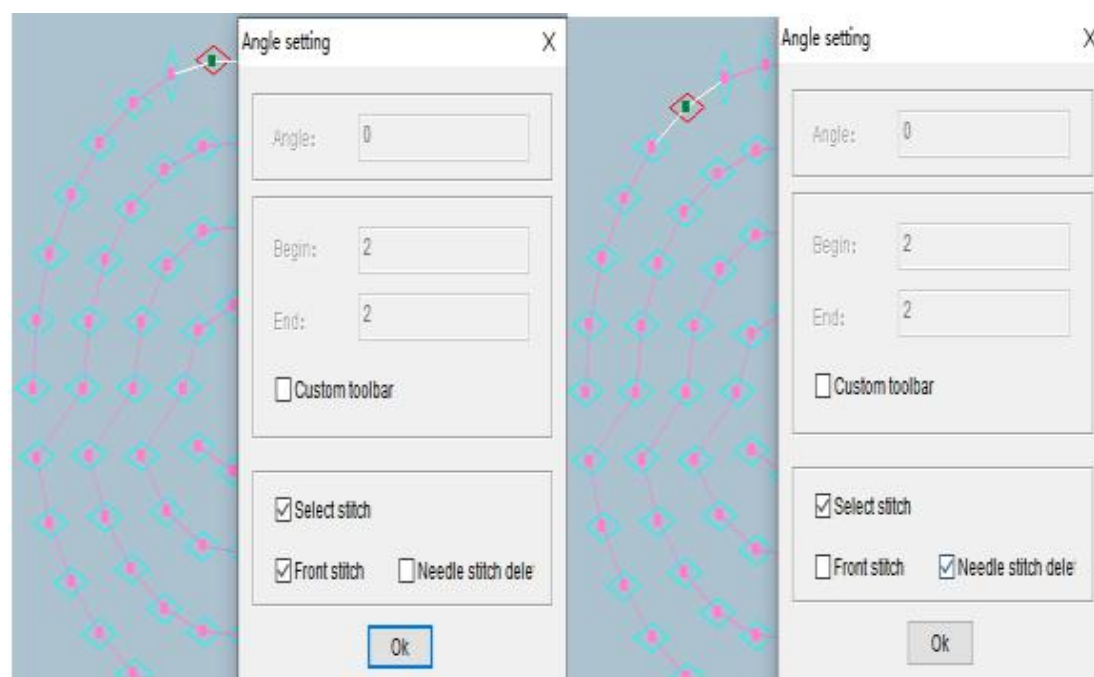 Angle setting X
Angle: 0
Begin: 2
End: 2
Custom toolbar
Select stitch
Front stitch Needle stitch dele
Ok
Angle setting X
Angle: 0
Begin: 2
End: 2
Custom toolbar
Select stitch
Front stitch Needle stitch dele
Ok